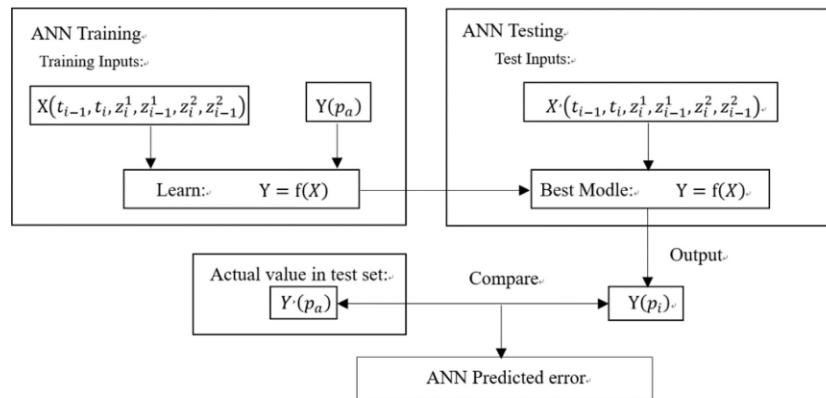 ANN Training
Training Inputs:
X(t_{i-1}, t_i, z_i^1, z_{i-1}^1, z_i^2, z_{i-1}^2)
Y(p_a)
Learn: Y = f(X)
ANN Testing
Test Inputs:
X·(t_{i-1}, t_i, z_i^1, z_{i-1}^1, z_i^2, z_{i-1}^2)
Best Modle: Y = f(X)
Output
Actual value in test set:
Y·(p_a)
Compare
Y(p_i)
ANN Predicted error